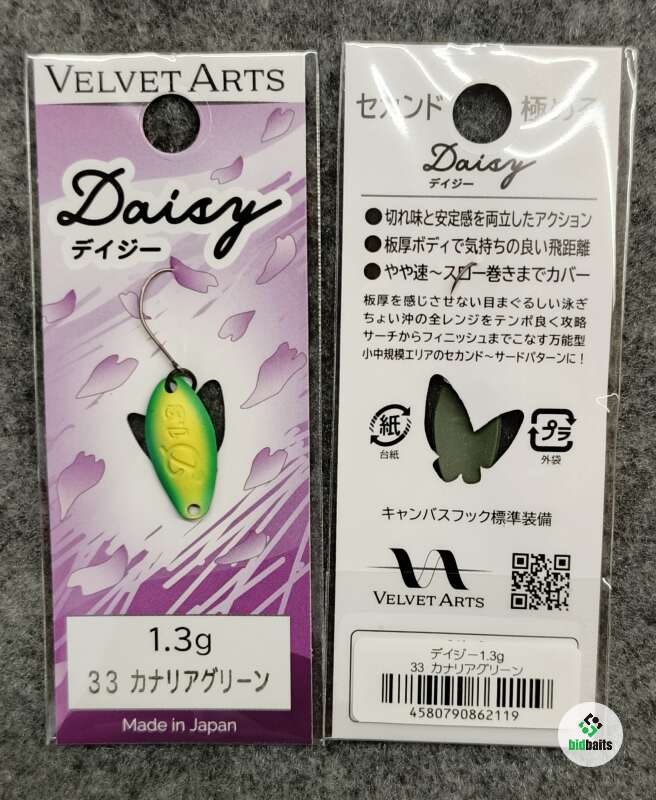 VELVET ARTS
Daisy
デイジー
1.3
1.3g
33 カナリアグリーン
Made in Japan
セカンド 極める
Daisy
デイジー
●切れ味と安定感を両立したアクション
●板厚ボディで気持ちの良い飛距離
●やや速～スロー巻きまでカバー
板厚を感じさせない目まぐるしい泳ぎ
ちょい沖の全レンジをテンポ良く攻略
サーチからフィニッシュまでこなす万能型
小中規模エリアのセカンド～サードパターンに！
紙
台紙
プラ
外袋
キャンバスフック標準装備
VELVET ARTS
デイジー1.3g
33 カナリアグリーン
4580790862119
bidbaits